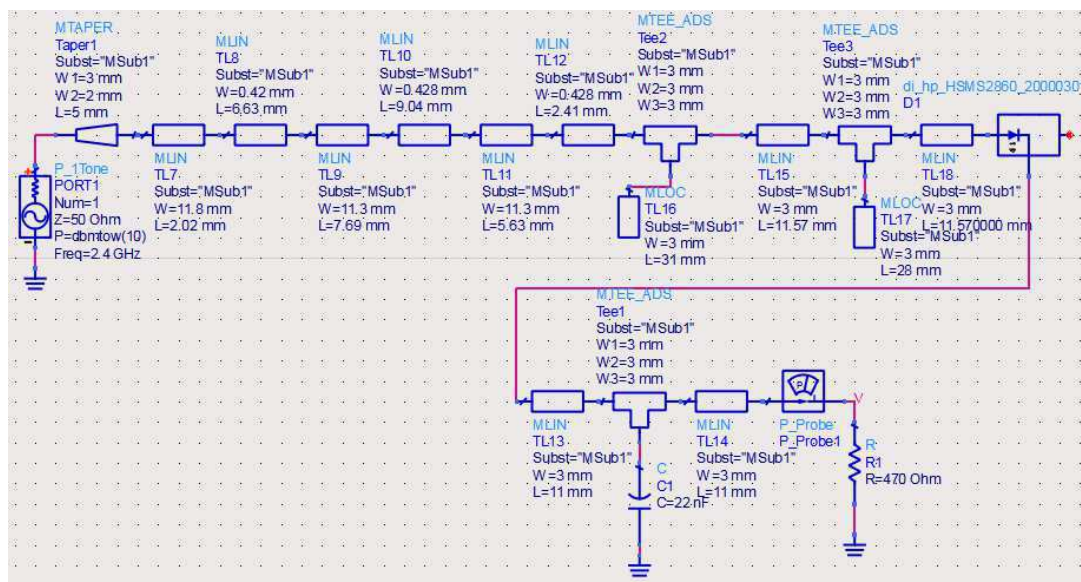 MTAPER
Taper1
Subst="MSub1"
W1=3 mm
W2=2 mm
L=5 mm
MLIN
TL8
Subst="MSub1"
W=0.42 mm
L=6.63 mm
MLIN
TL10
Subst="MSub1"
W=0.428 mm
L=9.04 mm
MLIN
TL12
Subst="MSub1"
W=0.428 mm
L=2.41 mm
MTEE_ADS
Tee2
Subst="MSub1"
W1=3 mm
W2=3 mm
W3=3 mm
MTEE_ADS
Tee3
Subst="MSub1"
W1=3 mm
W2=3 mm
W3=3 mm
di_hp_HSMS2860_2000030
D1
P_1Tone
PORT1
Num=1
Z=50 Ohm
P=dbmtow(10)
Freq=2.4 GHz
MLIN
TL7
Subst="MSub1"
W=11.8 mm
L=2.02 mm
MLIN
TL9
Subst="MSub1"
W=11.3 mm
L=7.69 mm
MLIN
TL11
Subst="MSub1"
W=11.3 mm
L=5.63 mm
MLOC
TL16
Subst="MSub1"
W=3 mm
L=31 mm
MLIN
TL15
Subst="MSub1"
W=3 mm
L=11.57 mm
MLOC
TL17
Subst="MSub1"
W=3 mm
L=28 mm
MLIN
TL18
Subst="MSub1"
W=3 mm
L=11.570000 mm
MTEE_ADS
Tee1
Subst="MSub1"
W1=3 mm
W2=3 mm
W3=3 mm
MLIN
TL13
Subst="MSub1"
W=3 mm
L=11 mm
C
C1
C=22 nF
MLIN
TL14
Subst="MSub1"
W=3 mm
L=11 mm
P
I
P_Probe
P_Probe1
V
R
R1
R=470 Ohm